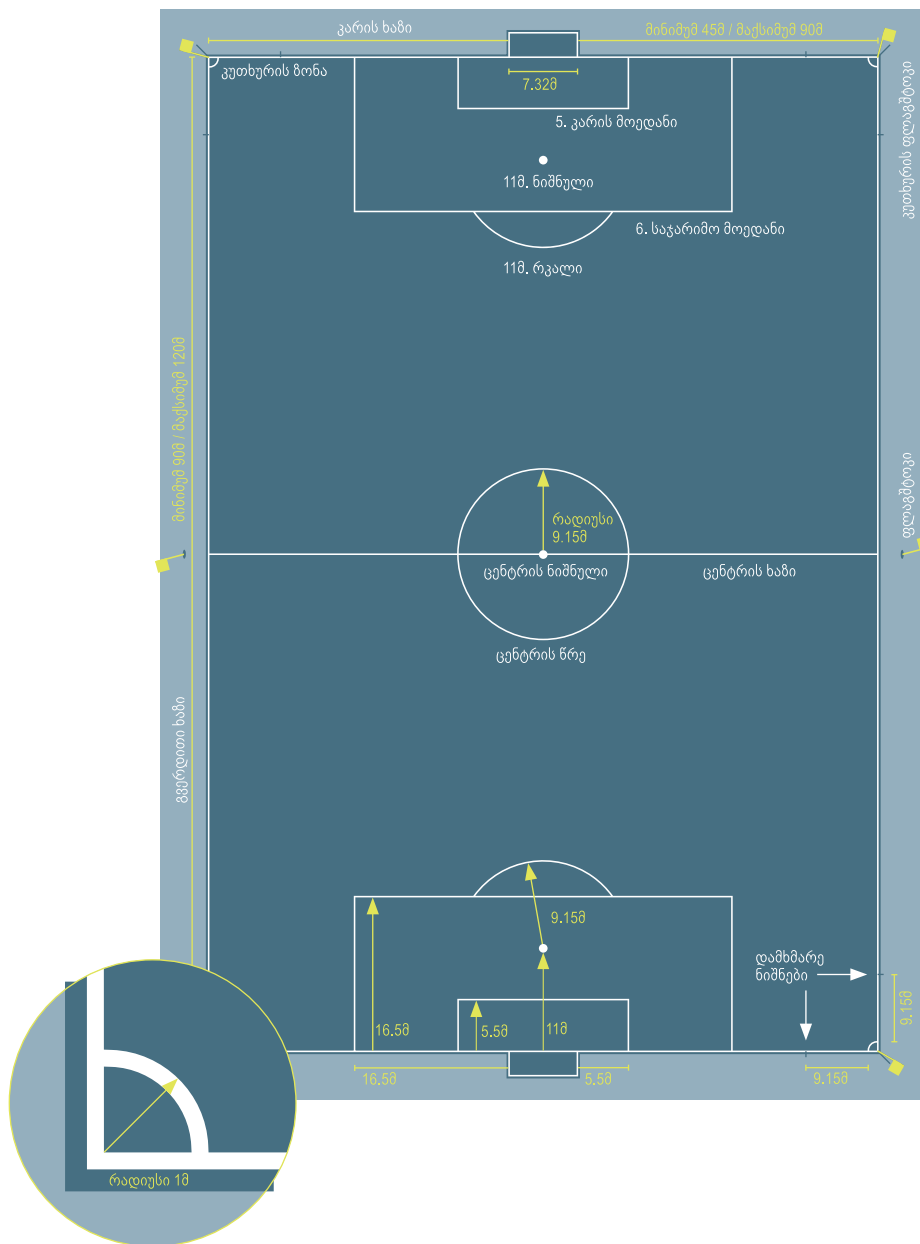 კარის ხაზი
მინიმუმ 45მ / მაქსიმუმ 90მ
კუთხურის ზონა
7.32მ
5. კარის მოედანი
კუთხურის ფლაგშტოკი
11მ. ნიშნული
6. საჯარიმო მოედანი
11მ. რკალი
მინიმუმ 90მ / მაქსიმუმ 120მ
ფლაგშტოკი
რადიუსი
9.15მ
ცენტრის ნიშნული
ცენტრის ხაზი
ცენტრის წრე
გვერდითი ხაზი
9.15მ
დამხმარე
ნიშნები
9.15მ
16.5მ
5.5მ
11მ
16.5მ
5.5მ
9.15მ
რადიუსი 1მ